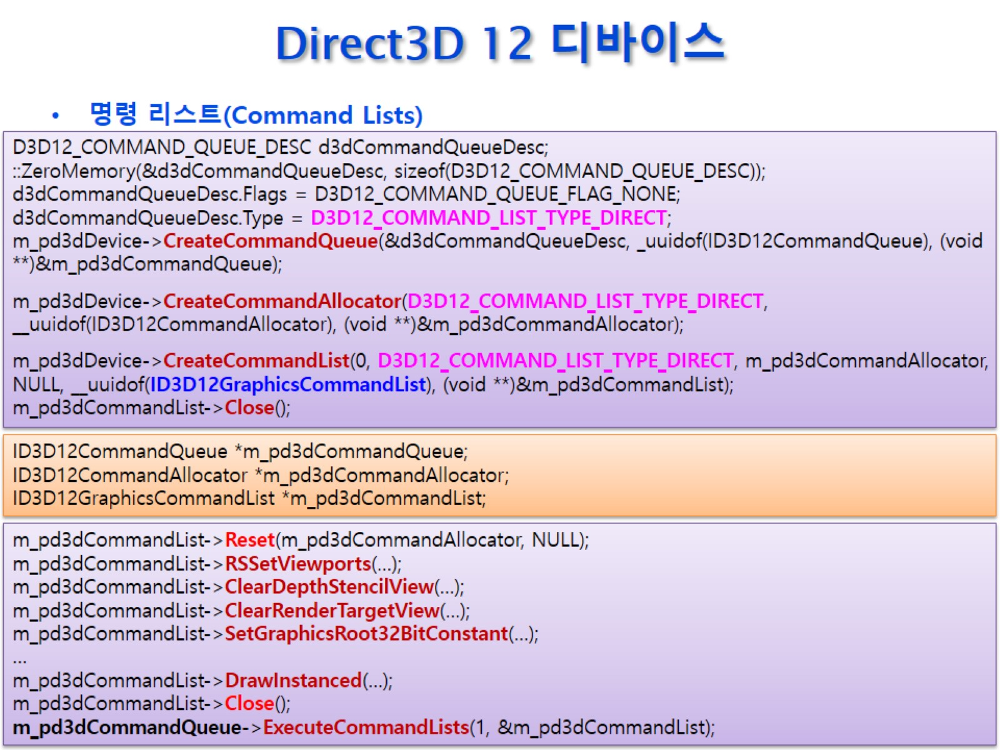 Direct3D 12 디바이스
• 명령 리스트(Command Lists)
D3D12_COMMAND_QUEUE_DESC d3dCommandQueueDesc;
::ZeroMemory(&d3dCommandQueueDesc, sizeof(D3D12_COMMAND_QUEUE_DESC));
d3dCommandQueueDesc.Flags = D3D12_COMMAND_QUEUE_FLAG_NONE;
d3dCommandQueueDesc.Type = D3D12_COMMAND_LIST_TYPE_DIRECT;
m_pd3dDevice->CreateCommandQueue(&d3dCommandQueueDesc, _uuidof(ID3D12CommandQueue), (void
**)&m_pd3dCommandQueue);
m_pd3dDevice->CreateCommandAllocator(D3D12_COMMAND_LIST_TYPE_DIRECT,
__uuidof(ID3D12CommandAllocator), (void **)&m_pd3dCommandAllocator);
m_pd3dDevice->CreateCommandList(0, D3D12_COMMAND_LIST_TYPE_DIRECT, m_pd3dCommandAllocator,
NULL, __uuidof(ID3D12GraphicsCommandList), (void **)&m_pd3dCommandList);
m_pd3dCommandList->Close();
ID3D12CommandQueue *m_pd3dCommandQueue;
ID3D12CommandAllocator *m_pd3dCommandAllocator;
ID3D12GraphicsCommandList *m_pd3dCommandList;
m_pd3dCommandList->Reset(m_pd3dCommandAllocator, NULL);
m_pd3dCommandList->RSSetViewports(...);
m_pd3dCommandList->ClearDepthStencilView(...);
m_pd3dCommandList->ClearRenderTargetView(...);
m_pd3dCommandList->SetGraphicsRoot32BitConstant(...);
...
m_pd3dCommandList->DrawInstanced(...);
m_pd3dCommandList->Close();
m_pd3dCommandQueue->ExecuteCommandLists(1, &m_pd3dCommandList);